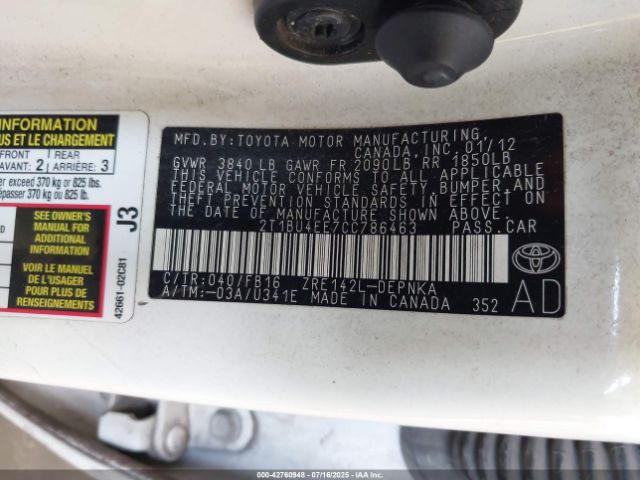 INFORMATION
US ET LE CHARGEMENT
FRONT
AVANT: 2
REAR
ARRIÈRE: 3
er exceed 370 kg or 825 lbs.
épasser 370 kg ou 825 lb.
SEE OWNER'S
MANUAL FOR
ADDITIONAL
INFORMATION
VOIR LE MANUEL
DE L'USAGER
POUR PLUS DE
RENSEIGNEMENTS
J3
42661-02C81
MFD. BY: TOYOTA MOTOR MANUFACTURING,
CANADA, INC. 01/12
GVWR 3840 LB GAWR FR 2090LB RR 1850LB
THIS VEHICLE CONFORMS TO ALL APPLICABLE
FEDERAL MOTOR VEHICLE SAFETY, BUMPER, AND
THEFT PREVENTION STANDARDS IN EFFECT ON
THE DATE OF MANUFACTURE SHOWN ABOVE.
2T1BU4EE7CC786463 PASS. CAR
C/TR: 040/FB16 ZRE142L-DEPNKA
A/TM: -03A/U341E MADE IN CANADA 352
AD
000-42760948 - 07/16/2025 - IAAI.COM